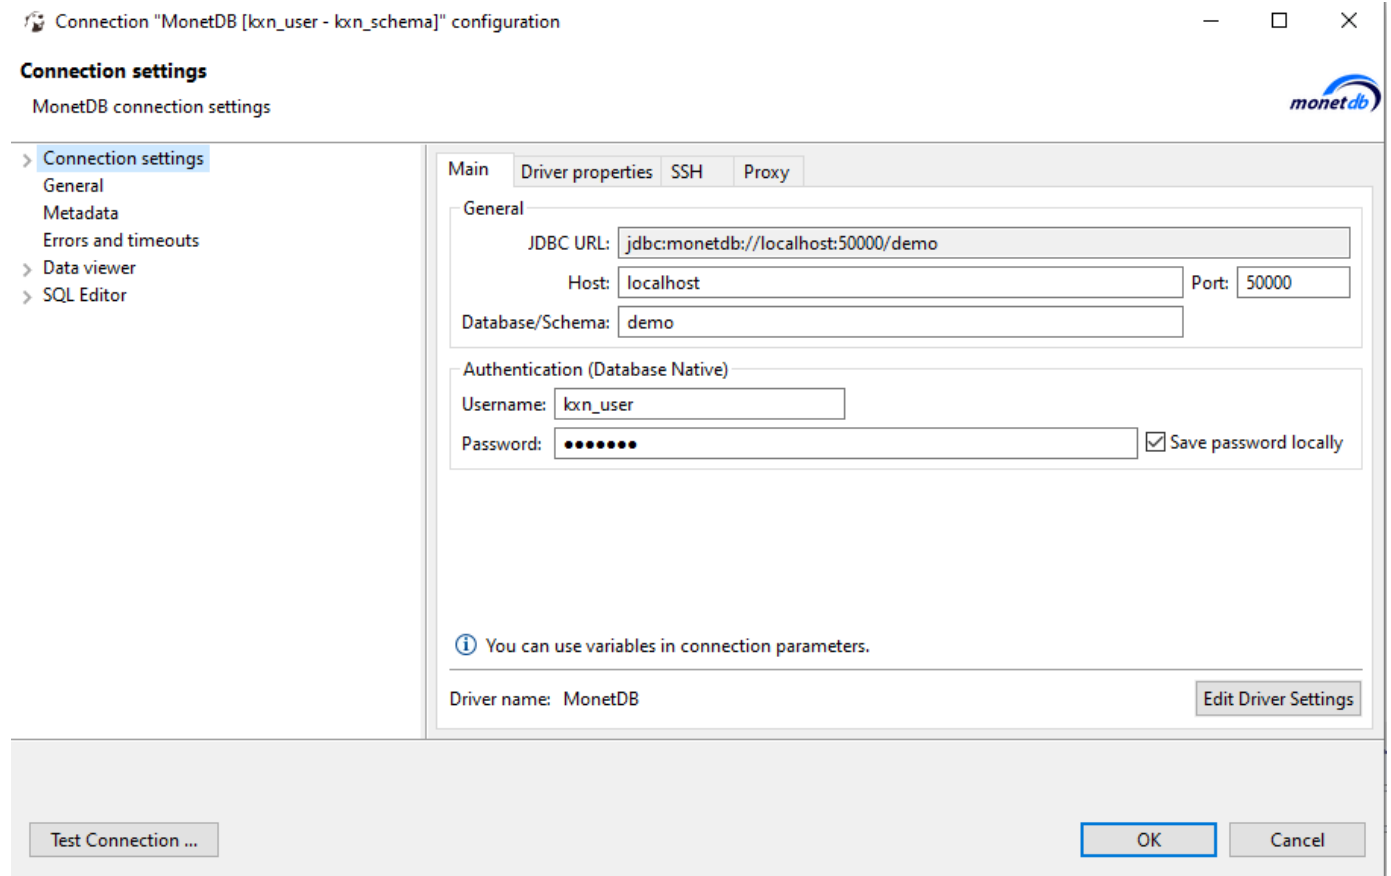 Connection "MonetDB [kxn_user - kxn_schema]" configuration
Connection settings
MonetDB connection settings
monetdb
Connection settings
General
Metadata
Errors and timeouts
Data viewer
SQL Editor
Main Driver properties SSH Proxy
General
JDBC URL: jdbc:monetdb://localhost:50000/demo
Host: localhost Port: 50000
Database/Schema: demo
Authentication (Database Native)
Username: kxn_user
Password: ●●●●●●● Save password locally
You can use variables in connection parameters.
Driver name: MonetDB Edit Driver Settings
Test Connection ... OK Cancel